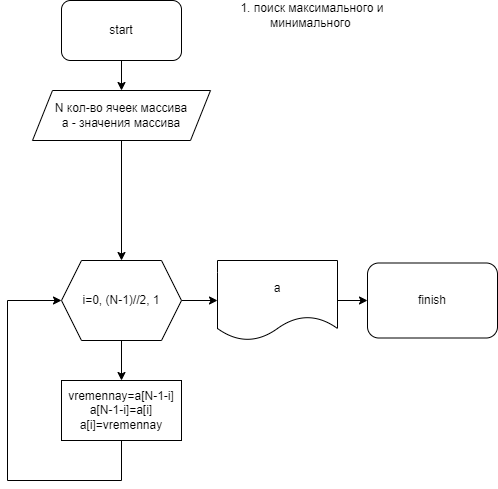 1. поиск максимального и
минимального
start
N кол-во ячеек массива
a - значения массива
i=0, (N-1)//2, 1
a
finish
vremennay=a[N-1-i]
a[N-1-i]=a[i]
a[i]=vremennay